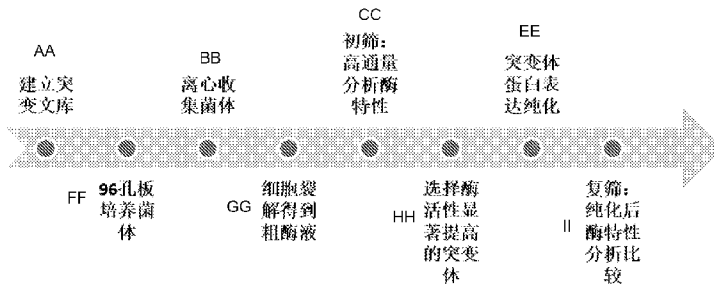 AA
建立突
变文库
BB
离心收
集菌体
CC
初筛：
高通量
分析酶
特性
EE
突变体
蛋白表
达纯化
FF
96孔板
培养菌
体
GG
细胞裂
解得到
粗酶液
HH
选择酶
活性显
著提高
的突变
体
II
复筛：
纯化后
酶特性
分析比
较